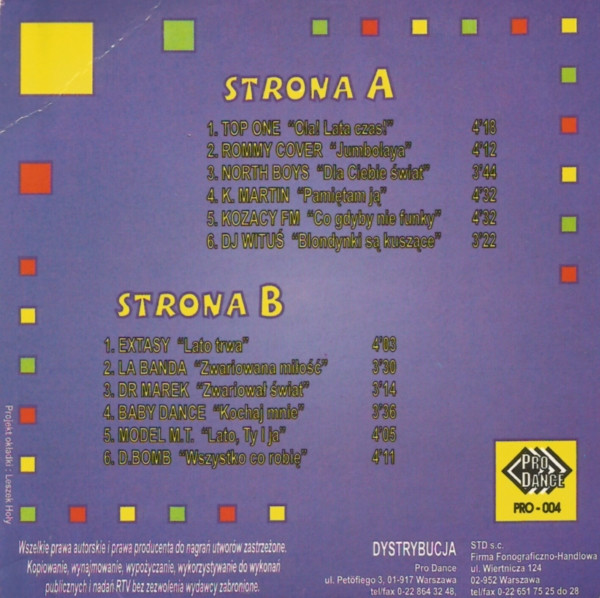 STRONA A
1. TOP ONE "Ola! Lata czas!" 4'18
2. ROMMY COVER "Jumbolaya" 4'12
3. NORTH BOYS "Dla Ciebie świat" 3'44
4. K. MARTIN "Pamiętam ją" 4'32
5. KOZACY FM "Co gdyby nie funky" 4'32
6. DJ WITUŚ "Blondynki są kuszące" 3'22
STRONA B
1. EXTASY "Lato trwa" 4'03
2. LA BANDA "Zwariowana miłość" 3'30
3. DR MAREK "Zwariował świat" 3'14
4. BABY DANCE "Kochaj mnie" 3'36
5. MODEL M.T. "Lato, Ty i ja" 4'05
6. D.BOMB "Wszystko co robię" 4'11
Projekt okładki : Leszek Hoły
PRO
DANCE
PRO - 004
Wszelkie prawa autorskie i prawa producenta do nagrań utworów zastrzeżone.
Kopiowanie, wynajmowanie, wypożyczanie, wykorzystywanie do wykonań
publicznych i nadań RTV bez zezwolenia wydawcy zabronione.
DYSTRYBUCJA
Pro Dance
ul. Petöfiego 3, 01-917 Warszawa
tel/fax 0-22 864 32 48,
STD s.c.
Firma Fonograficzno-Handlowa
ul. Wiertnicza 124
02-952 Warszawa
tel/fax 0-22 651 75 25 do 28